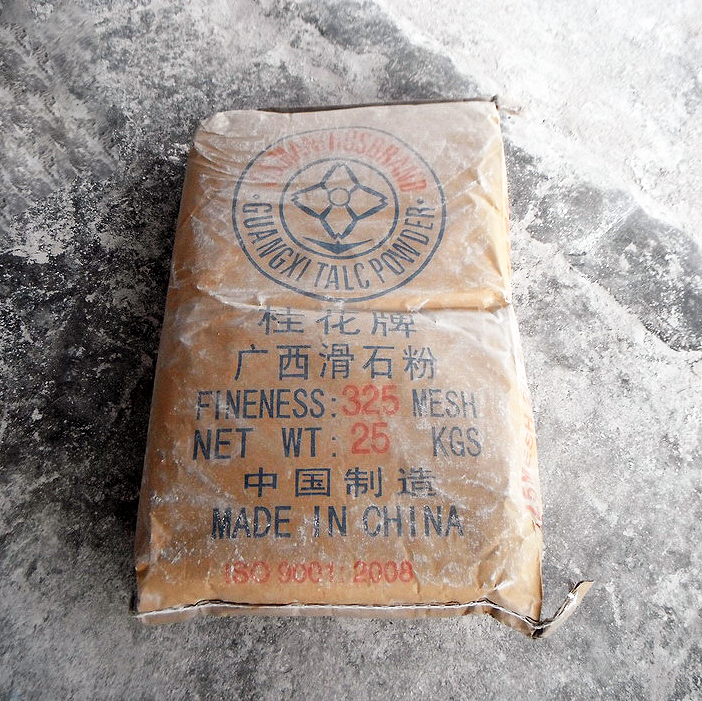 GUANGXI TALC POWDER
桂花牌
广西滑石粉
FINENESS: 325 MESH
NET WT: 25 KGS
中国制造
MADE IN CHINA
ISO 9001: 2008